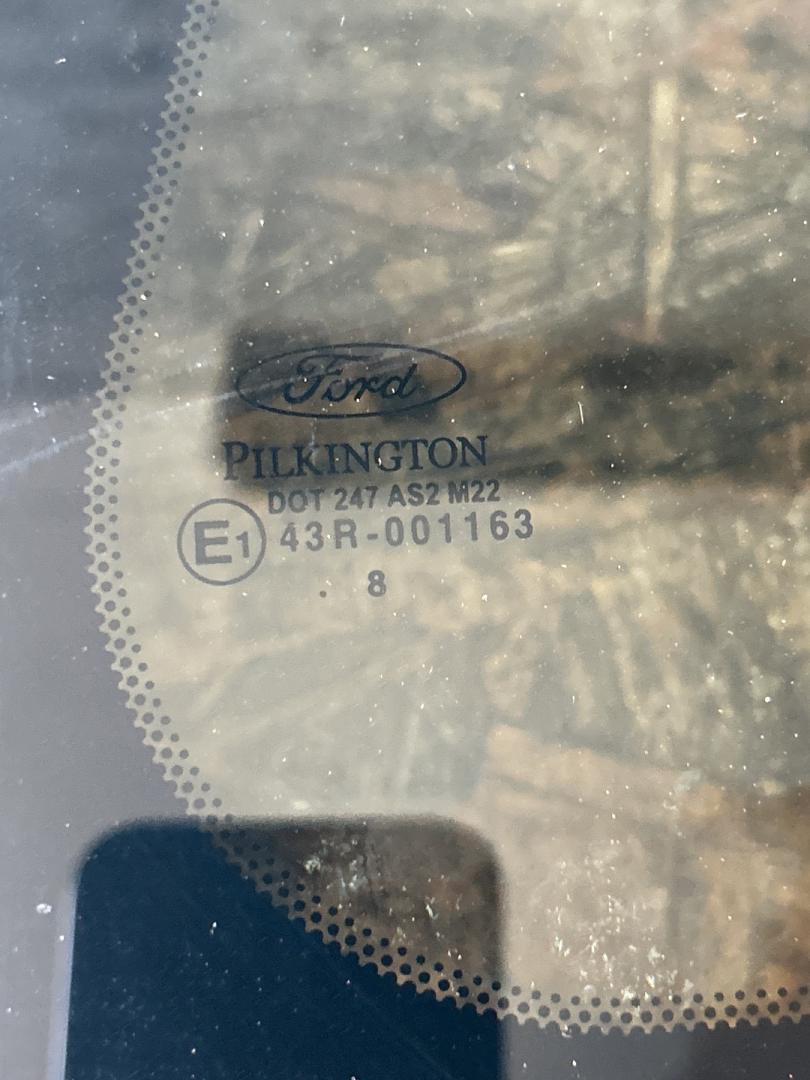 Ford
PILKINGTON
DOT 247 AS2 M22
E1 43R-001163
8